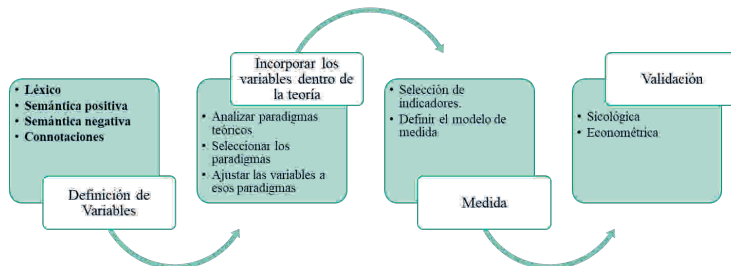 • Léxico
• Semántica positiva
• Semántica negativa
• Connotaciones
Definición de
Variables
Incorporar los
variables dentro de
la teoría
• Analizar paradigmas
teóricos
• Seleccionar los
paradigmas
• Ajustar las variables a
esos paradigmas
• Selección de
indicadores.
• Definir el modelo de
medida
Medida
Validación
• Sicológica
• Econométrica